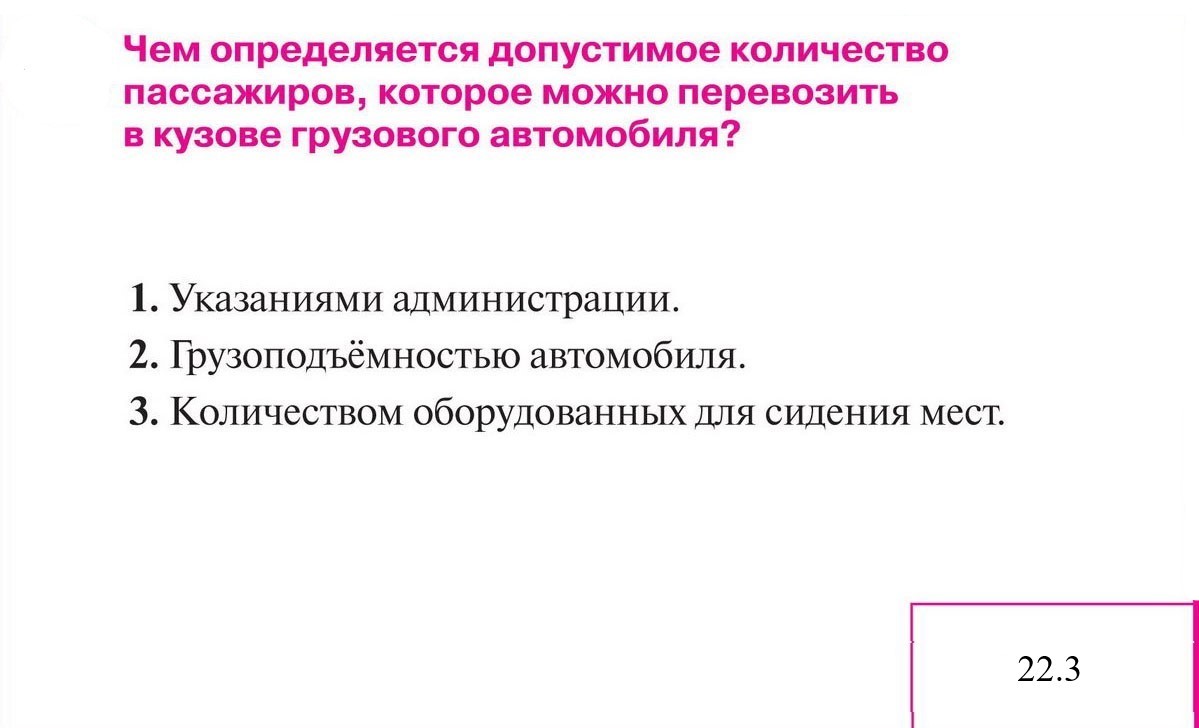 Чем определяется допустимое количество
пассажиров, которое можно перевозить
в кузове грузового автомобиля?
1. Указаниями администрации.
2. Грузоподъёмностью автомобиля.
3. Количеством оборудованных для сидения мест.
22.3